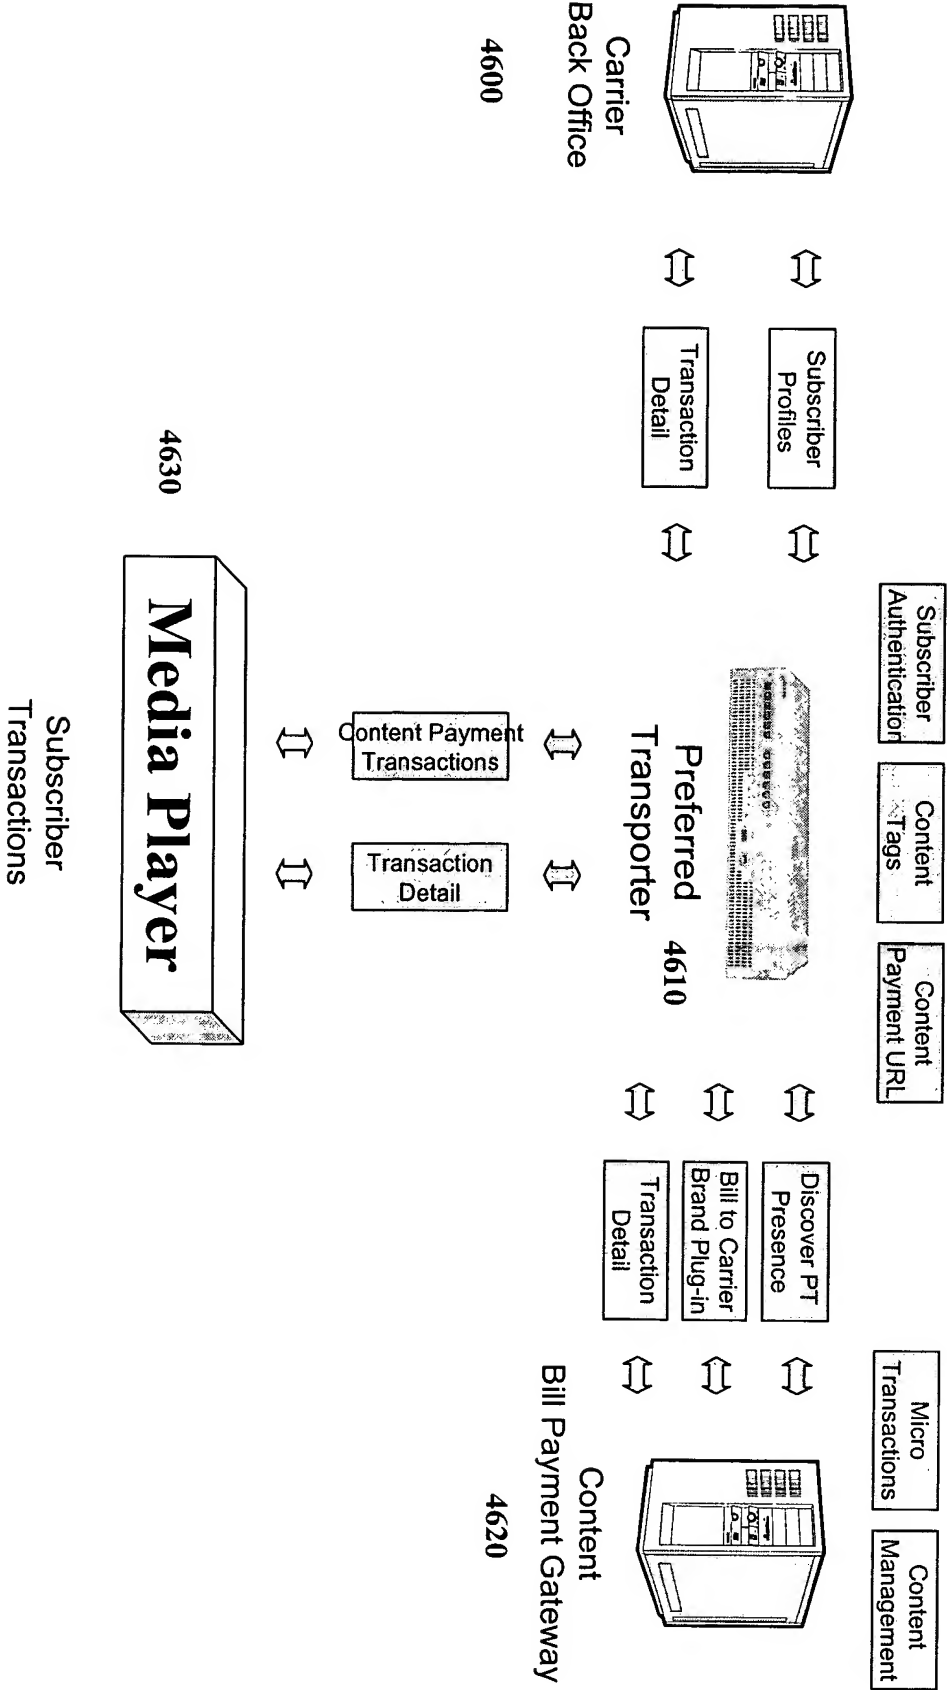 Subscriber
Authentication
Content
Tags
Content
Payment URL
Micro
Transactions
Content
Management
Subscriber
Profiles
Transaction
Detail
Carrier
Back Office
4600
Preferred
Transporter
4610
Discover PT
Presence
Bill to Carrier
Brand Plug-in
Transaction
Detail
Content
Bill Payment Gateway
4620
Content Payment
Transactions
Transaction
Detail
4630
Media Player
Subscriber
Transactions